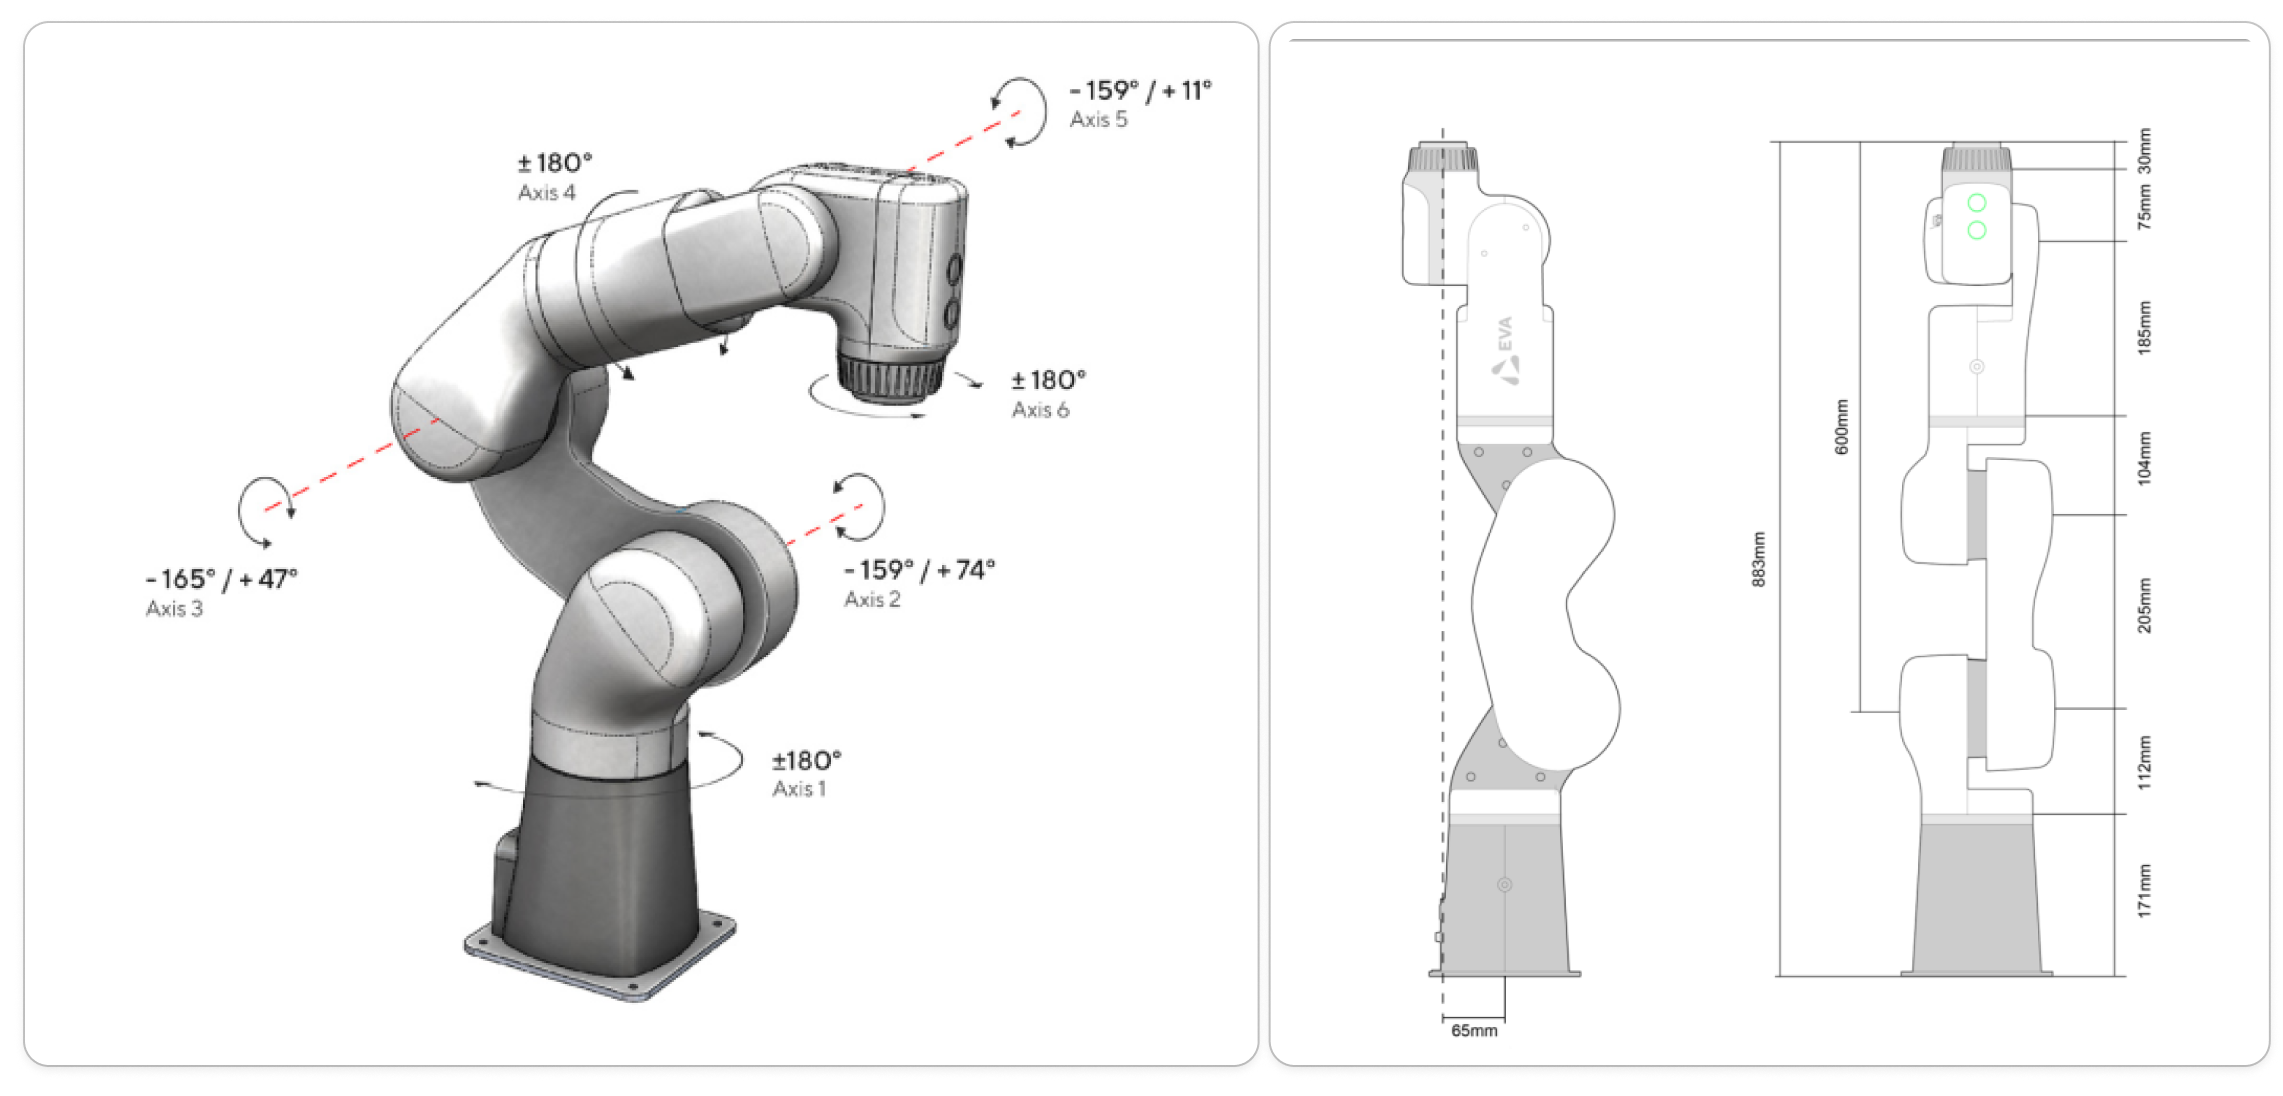 - 159° / + 11°
Axis 5
± 180°
Axis 4
± 180°
Axis 6
- 165° / + 47°
Axis 3
- 159° / + 74°
Axis 2
±180°
Axis 1
EVA
65mm
883mm
600mm
30mm
75mm
185mm
104mm
205mm
112mm
171mm